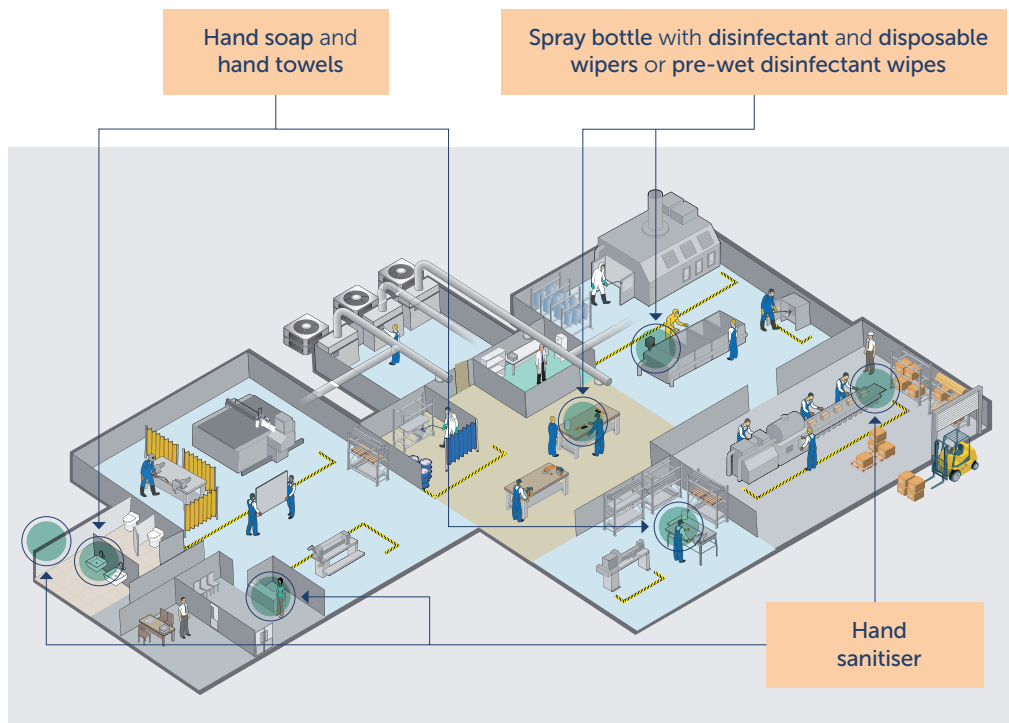 Hand soap and
hand towels
Spray bottle with disinfectant and disposable
wipers or pre-wet disinfectant wipes
Hand
sanitiser